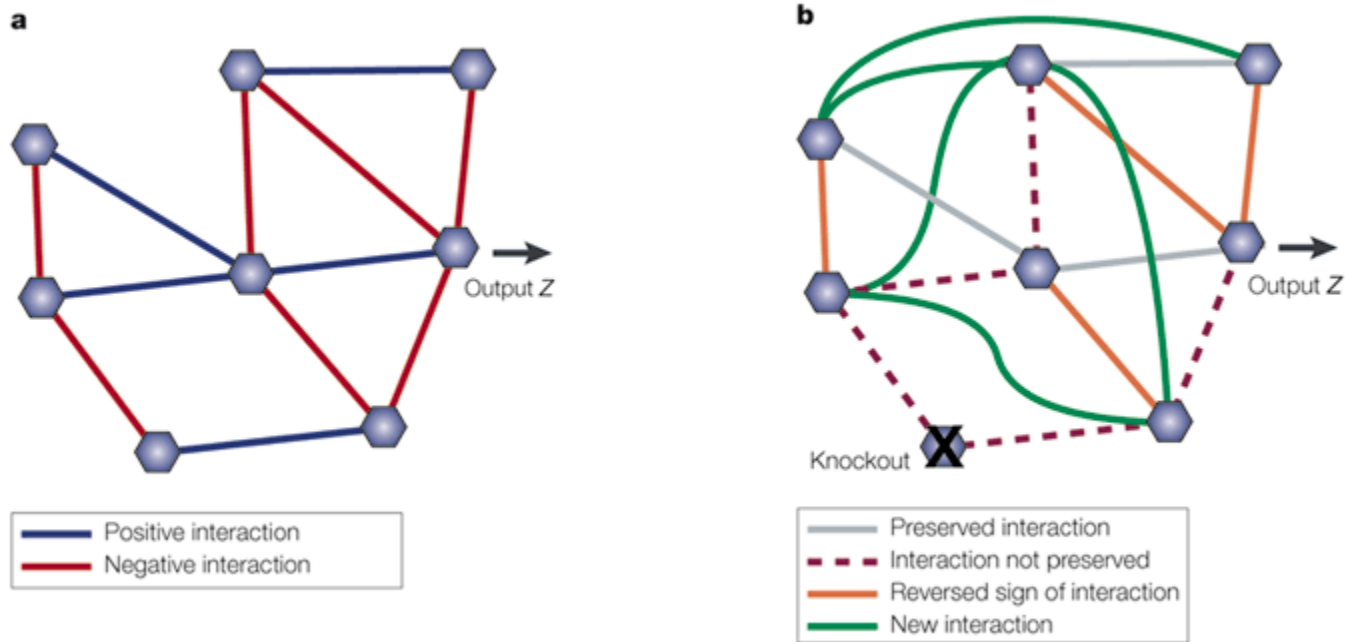 a
Output Z
Positive interaction
Negative interaction
b
Output Z
Knockout
X
Preserved interaction
Interaction not preserved
Reversed sign of interaction
New interaction